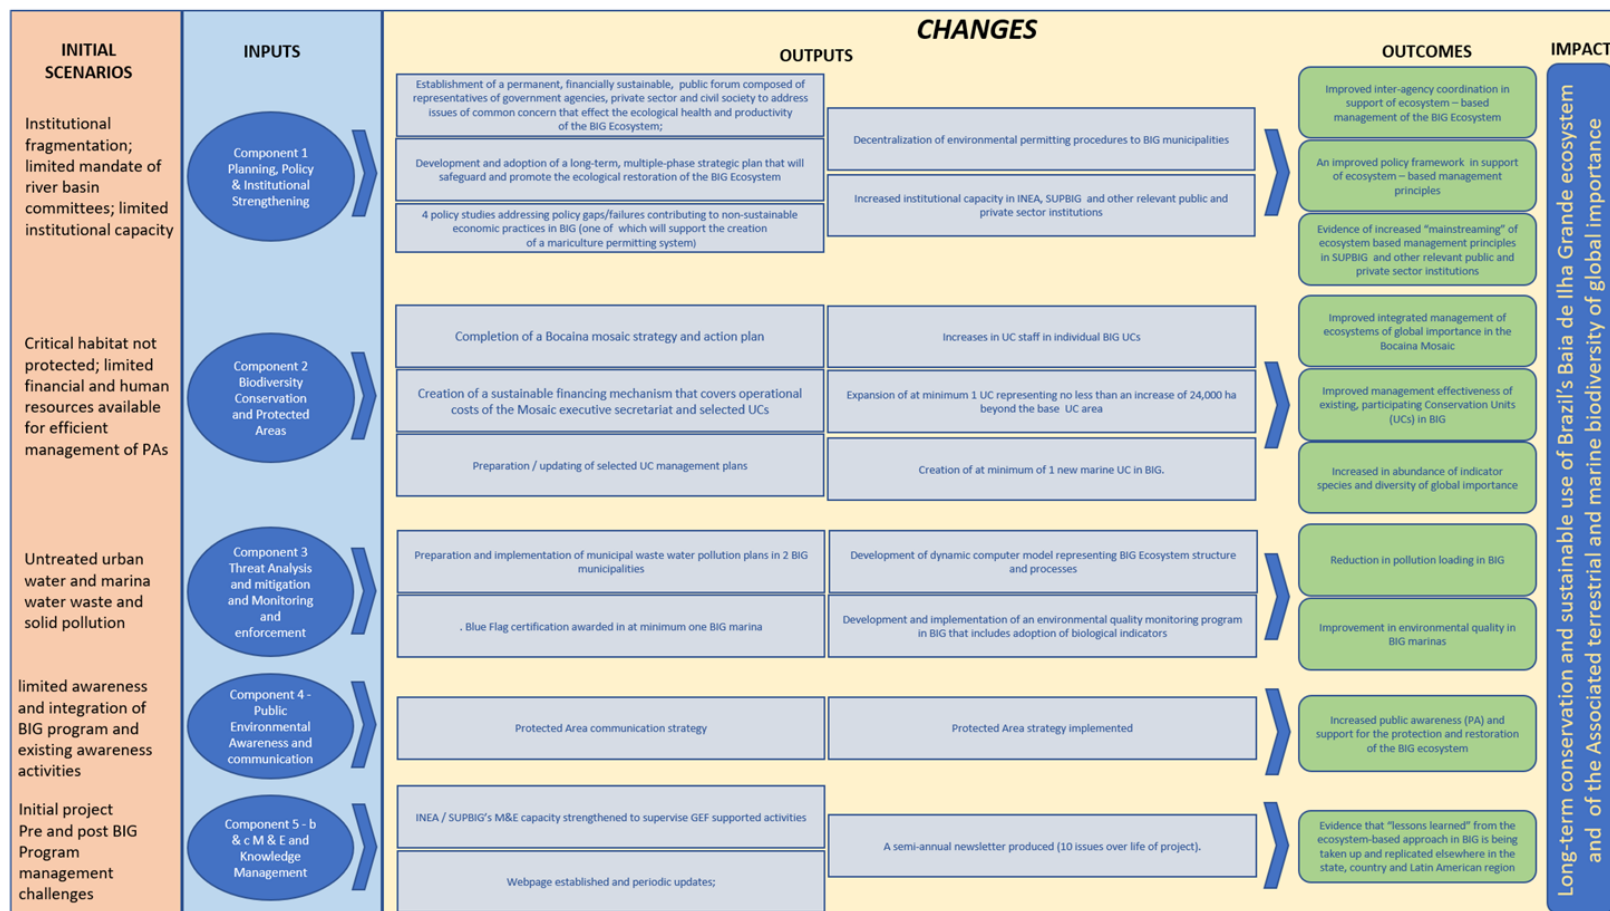 CHANGES
INITIAL
SCENARIOS
INPUTS
OUTPUTS
OUTCOMES
IMPACT
Institutional
fragmentation;
limited mandate of
river basin
committees; limited
institutional capacity
Component 1
Planning, Policy
& Institutional
Strengthening
Establishment of a permanent, financially sustainable, public forum composed of
representatives of government agencies, private sector and civil society to address
issues of common concern that effect the ecological health and productivity
of the BIG Ecosystem;
Development and adoption of a long-term, multiple-phase strategic plan that will
safeguard and promote the ecological restoration of the BIG Ecosystem
4 policy studies addressing policy gaps/failures contributing to non-sustainable
economic practices in BIG (one of which will support the creation
of a mariculture permitting system)
Decentralization of environmental permitting procedures to BIG municipalities
Increased institutional capacity in INEA, SUPBIG and other relevant public and
private sector institutions
Improved inter-agency coordination in
support of ecosystem – based
management of the BIG Ecosystem
An improved policy framework in support
of ecosystem – based management
principles
Evidence of increased “mainstreaming” of
ecosystem based management principles
in SUPBIG and other relevant public and
private sector institutions
Critical habitat not
protected; limited
financial and human
resources available
for efficient
management of PAs
Component 2
Biodiversity
Conservation
and Protected
Areas
Completion of a Bocaina mosaic strategy and action plan
Creation of a sustainable financing mechanism that covers operational
costs of the Mosaic executive secretariat and selected UCs
Preparation / updating of selected UC management plans
Increases in UC staff in individual BIG UCs
Expansion of at minimum 1 UC representing no less than an increase of 24,000 ha
beyond the base UC area
Creation of at minimum of 1 new marine UC in BIG.
Improved integrated management of
ecosystems of global importance in the
Bocaina Mosaic
Improved management effectiveness of
existing, participating Conservation Units
(UCs) in BIG
Increased in abundance of indicator
species and diversity of global importance
Untreated urban
water and marina
water waste and
solid pollution
Component 3
Threat Analysis
and mitigation
and Monitoring
and
enforcement
Preparation and implementation of municipal waste water pollution plans in 2 BIG
municipalities
. Blue Flag certification awarded in at minimum one BIG marina
Development of dynamic computer model representing BIG Ecosystem structure
and processes
Development and implementation of an environmental quality monitoring program
in BIG that includes adoption of biological indicators
Reduction in pollution loading in BIG
Improvement in environmental quality in
BIG marinas
limited awareness
and integration of
BIG program and
existing awareness
activities
Component 4 -
Public
Environmental
Awareness and
communication
Protected Area communication strategy
Protected Area strategy implemented
Increased public awareness (PA) and
support for the protection and restoration
of the BIG ecosystem
Initial project
Pre and post BIG
Program
management
challenges
Component 5 - b
& c M & E and
Knowledge
Management
INEA / SUPBIG’s M&E capacity strengthened to supervise GEF supported activities
Webpage established and periodic updates;
A semi-annual newsletter produced (10 issues over life of project).
Evidence that “lessons learned” from the
ecosystem-based approach in BIG is being
taken up and replicated elsewhere in the
state, country and Latin American region
Long-term conservation and sustainable use of Brazil’s Baia de Ilha Grande ecosystem
and of the Associated terrestrial and marine biodiversity of global importance